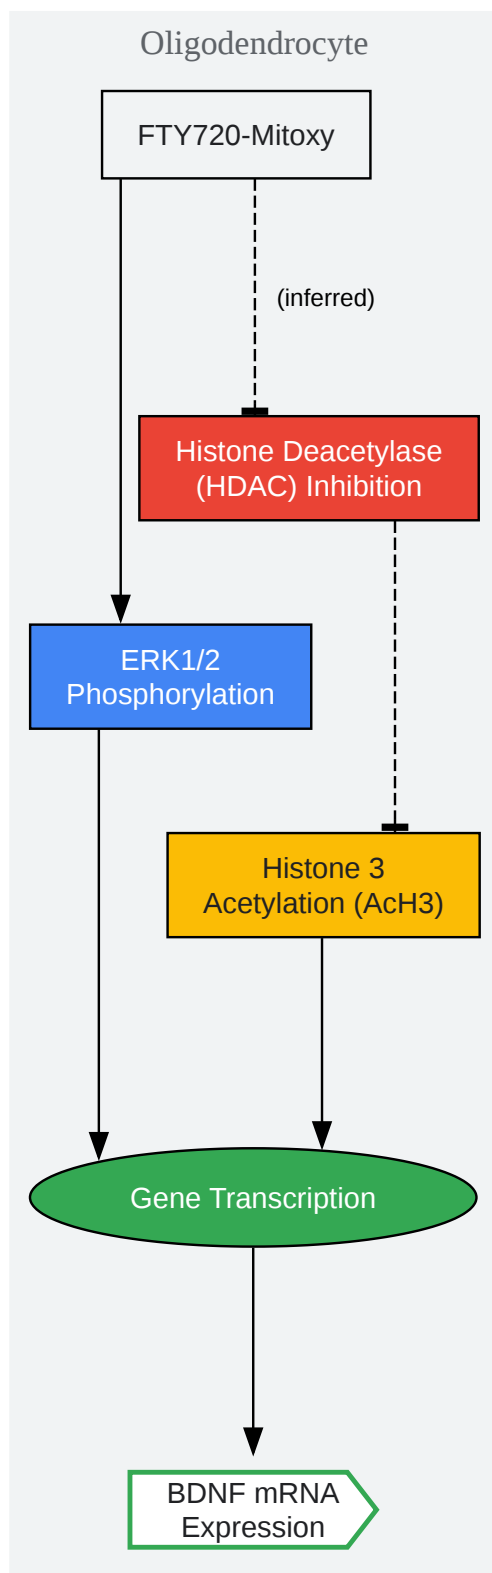 Oligodendrocyte
FTY720-Mitoxy
(inferred)
Histone Deacetylase
(HDAC) Inhibition
ERK1/2
Phosphorylation
Histone 3
Acetylation (AcH3)
Gene Transcription
BDNF mRNA
Expression